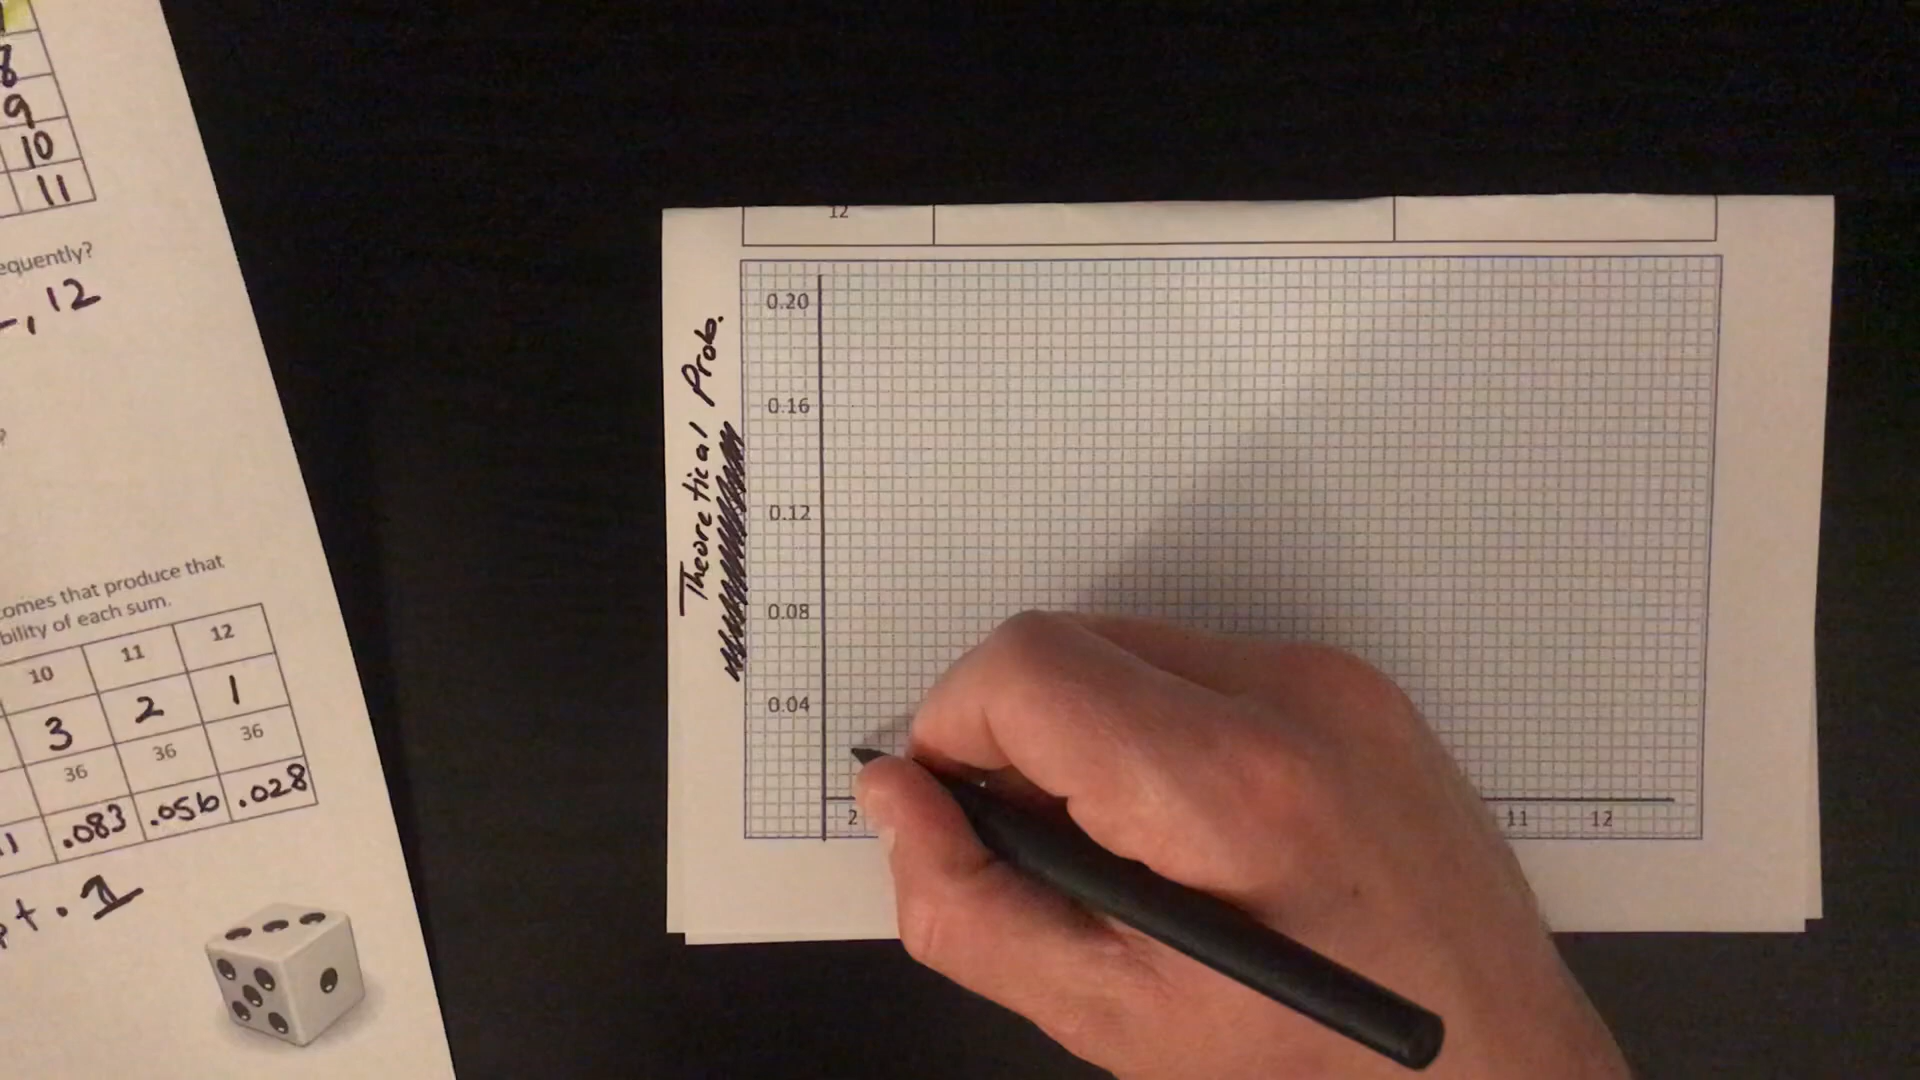 8
9
10
11
equently?
, 12
?
comes that produce that
bility of each sum.
10 11 12
3 2 1
36 36 36
11 .083 .056 .028
12
Theoretical Prob.
0.20
0.16
0.12
0.08
0.04
2 11 12